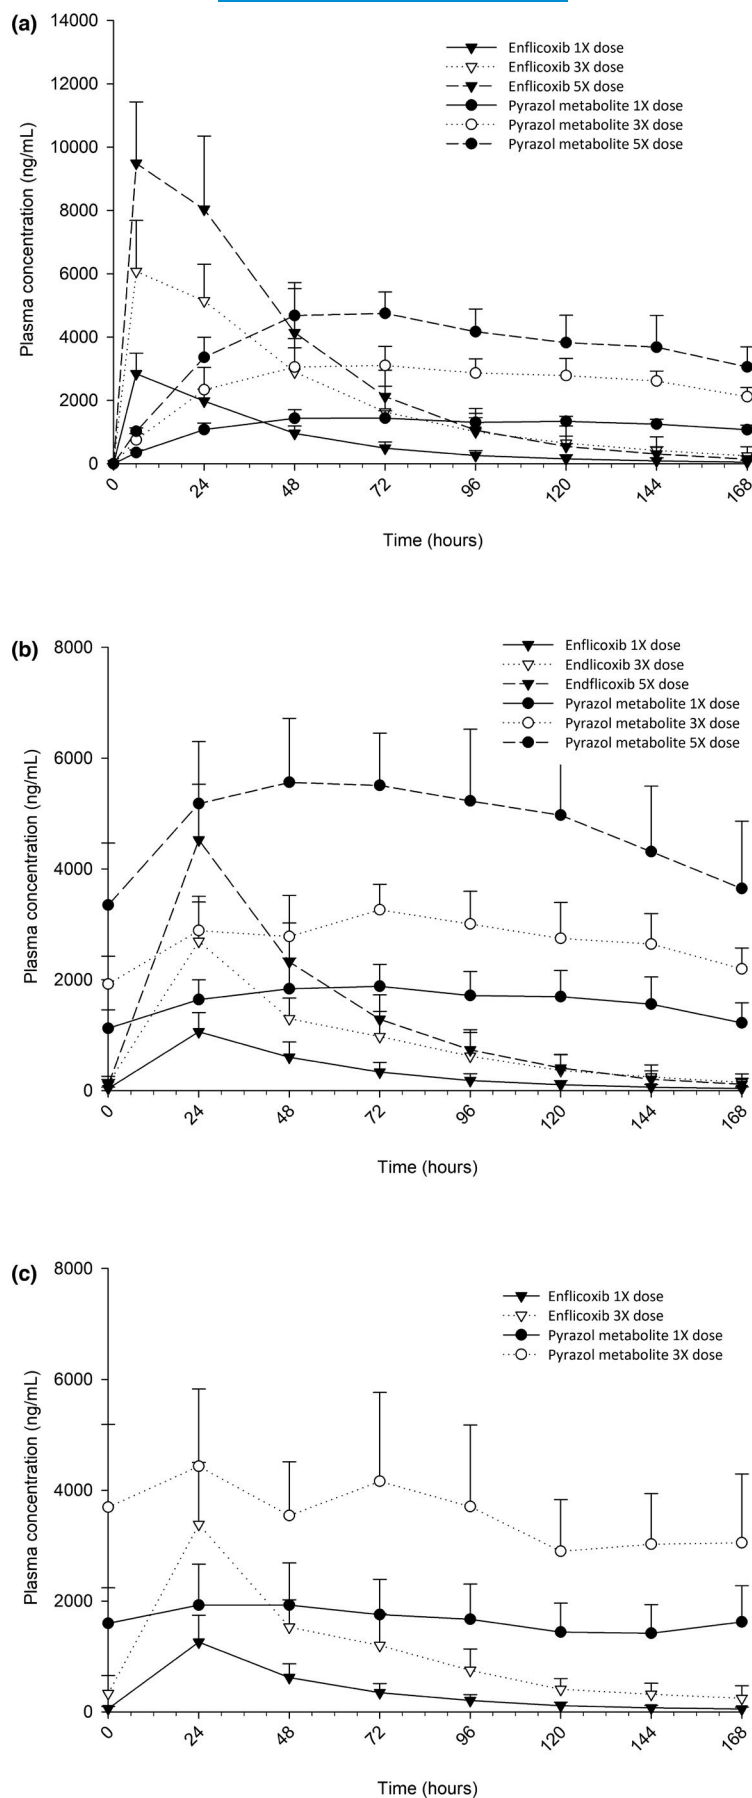 (a)
14000
12000
10000
8000
6000
4000
2000
0
Plasma concentration (ng/mL)
Enflicoxib 1X dose
Enflicoxib 3X dose
Enflicoxib 5X dose
Pyrazol metabolite 1X dose
Pyrazol metabolite 3X dose
Pyrazol metabolite 5X dose
0 24 48 72 96 120 144 168
Time (hours)
(b)
8000
6000
4000
2000
0
Plasma concentration (ng/mL)
Enflicoxib 1X dose
Endlicoxib 3X dose
Endflicoxib 5X dose
Pyrazol metabolite 1X dose
Pyrazol metabolite 3X dose
Pyrazol metabolite 5X dose
0 24 48 72 96 120 144 168
Time (hours)
(c)
8000
6000
4000
2000
0
Plasma concentration (ng/mL)
Enflicoxib 1X dose
Enflicoxib 3X dose
Pyrazol metabolite 1X dose
Pyrazol metabolite 3X dose
0 24 48 72 96 120 144 168
Time (hours)